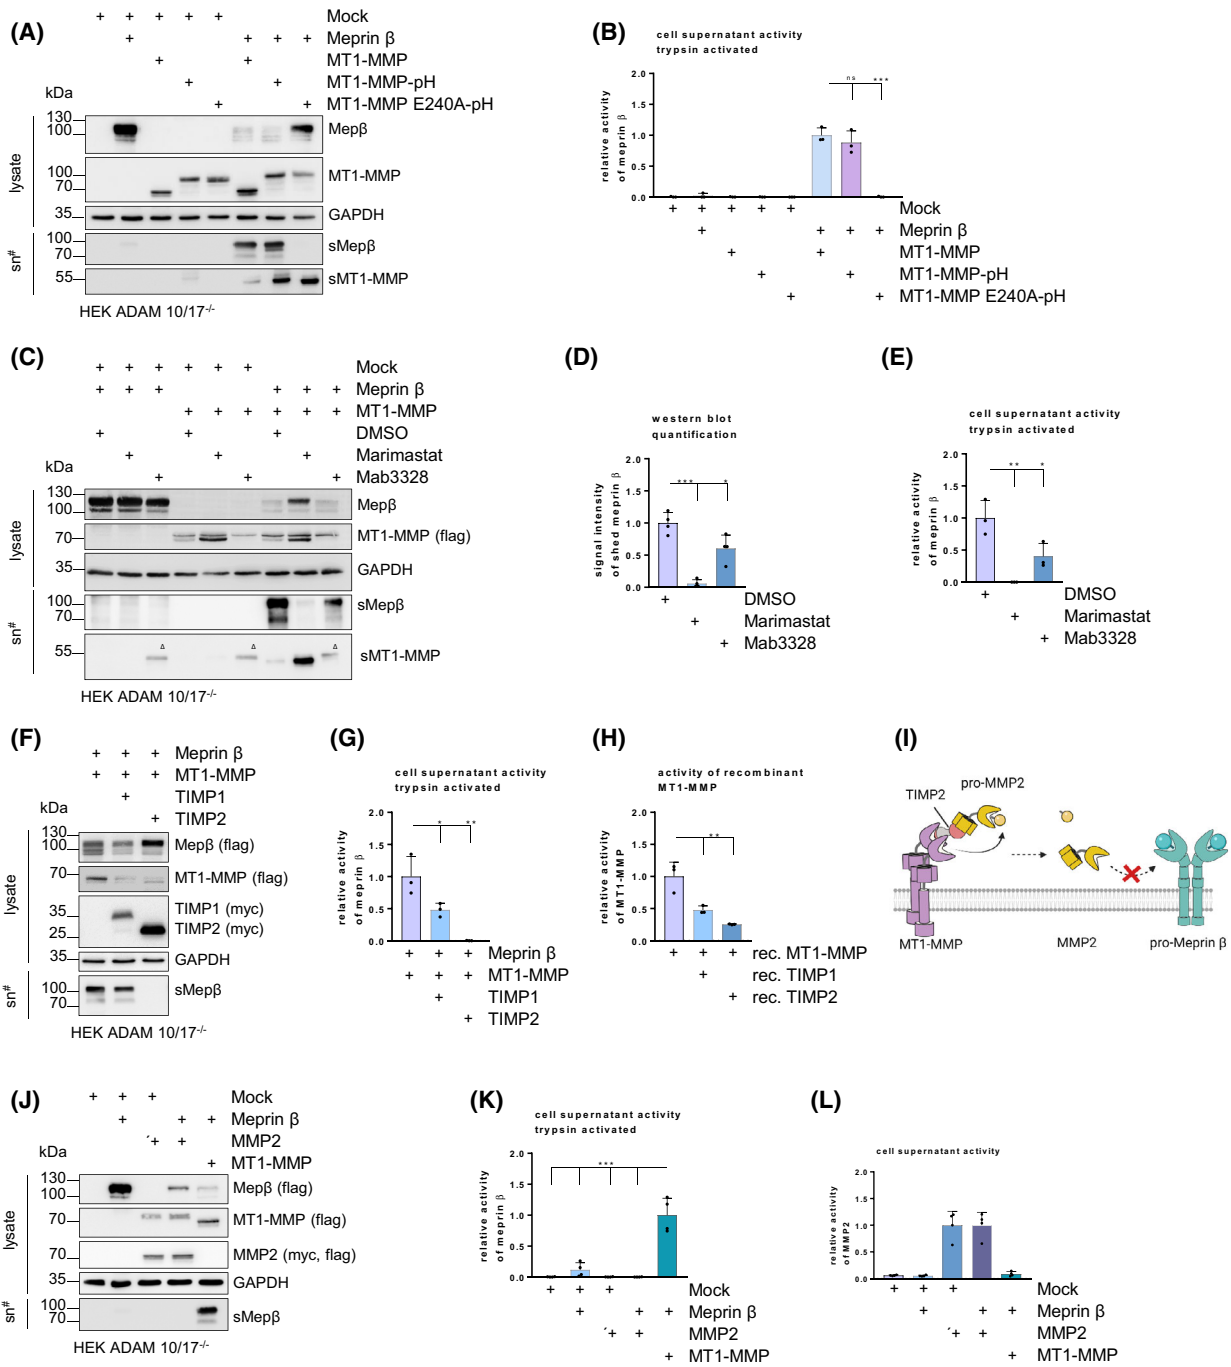 (A)
+ + + + + Mock
+ + + + Meprin β
+ + MT1-MMP
+ + MT1-MMP-pH
+ + MT1-MMP E240A-pH
kDa
lysate
130
100
Mepβ
100
70
MT1-MMP
35
GAPDH
sn#
100
70
sMepβ
55
sMT1-MMP
HEK ADAM 10/17-/-
(B)
cell supernatant activity
trypsin activated
relative activity
of meprin β
2.0
1.5
1.0
0.5
0.0
ns ***
+ + + + + Mock
+ + + + Meprin β
+ + MT1-MMP
+ + MT1-MMP-pH
+ + MT1-MMP E240A-pH
(C)
+ + + + + + Mock
+ + + + + + Meprin β
+ + + + + + MT1-MMP
+ + + DMSO
+ + + Marimastat
+ + + Mab3328
kDa
lysate
130
100
Mepβ
70
MT1-MMP (flag)
35
GAPDH
sn#
100
70
sMepβ
55
Δ Δ Δ
sMT1-MMP
HEK ADAM 10/17-/-
(D)
western blot
quantification
signal intensity
of shed meprin β
2.0
1.5
1.0
0.5
0.0
*** *
+ DMSO
+ Marimastat
+ Mab3328
(E)
cell supernatant activity
trypsin activated
relative activity
of meprin β
2.0
1.5
1.0
0.5
0.0
** *
+ DMSO
+ Marimastat
+ Mab3328
(F)
+ + + Meprin β
+ + + MT1-MMP
+ TIMP1
+ TIMP2
kDa
lysate
130
100
Mepβ (flag)
70
MT1-MMP (flag)
35
25
TIMP1 (myc)
TIMP2 (myc)
35
GAPDH
sn#
100
70
sMepβ
HEK ADAM 10/17-/-
(G)
cell supernatant activity
trypsin activated
relative activity
of meprin β
2.0
1.5
1.0
0.5
0.0
* **
+ + + Meprin β
+ + + MT1-MMP
+ TIMP1
+ TIMP2
(H)
activity of recombinant
MT1-MMP
relative activity
of MT1-MMP
2.0
1.5
1.0
0.5
0.0
**
+ + + rec. MT1-MMP
+ rec. TIMP1
+ rec. TIMP2
(I)
pro-MMP2
TIMP2
MT1-MMP
MMP2
pro-Meprin β
(J)
+ + + Mock
+ + + Meprin β
´+ + MMP2
+ MT1-MMP
kDa
lysate
130
100
Mepβ (flag)
70
MT1-MMP (flag)
70
MMP2 (myc, flag)
35
GAPDH
sn#
100
70
sMepβ
HEK ADAM 10/17-/-
(K)
cell supernatant activity
trypsin activated
relative activity
of meprin β
2.0
1.5
1.0
0.5
0.0
***
+ + + Mock
+ + + Meprin β
´+ + MMP2
+ MT1-MMP
(L)
cell supernatant activity
relative activity
of MMP2
2.0
1.5
1.0
0.5
0.0
+ + + Mock
+ + + Meprin β
´+ + MMP2
+ MT1-MMP